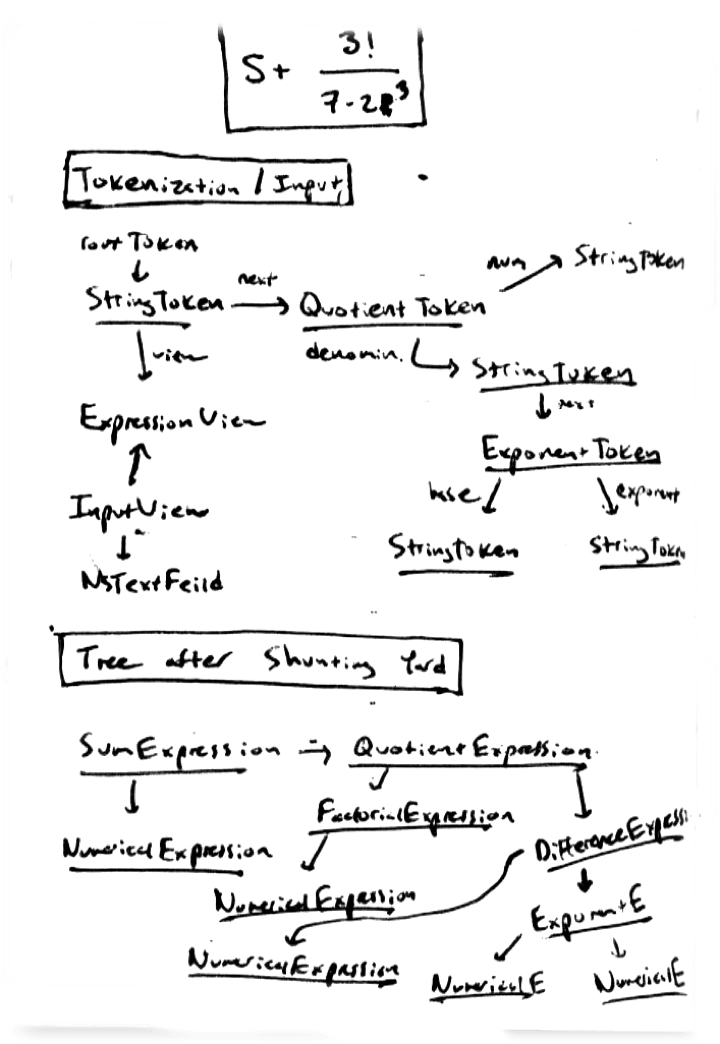 5 + 3!
7-2 3
Tokenization / Input
root Token
next
num
StringToken
StringToken
Quotient Token
view
denomin.
StringToken
next
ExpressionView
Exponent Token
base
exponent
InputView
StringToken
StringToken
NSTextFeild
Tree after Shunting Yard
SumExpression
QuotientExpression
FactorialExpression
NumericalExpression
DifferenceExpressi
NumericalExpression
ExponentE
NumericalExpression
NumericalE
NumericalE